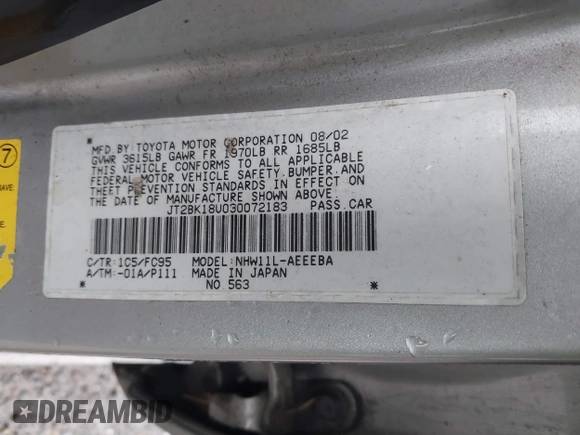 MFD. BY TOYOTA MOTOR CORPORATION 08/02
GVWR 3615LB GAWR FR 1970LB RR 1685LB
THIS VEHICLE CONFORMS TO ALL APPLICABLE
FEDERAL MOTOR VEHICLE SAFETY, BUMPER, AND
THEFT PREVENTION STANDARDS IN EFFECT ON
THE DATE OF MANUFACTURE SHOWN ABOVE.
JT2BK18U030072183 PASS. CAR
C/TR: 1C5/FC95 MODEL: NHW11L-AEEEBA
A/TM: -01A/P111 MADE IN JAPAN
NO. 563
7
DREAMBID